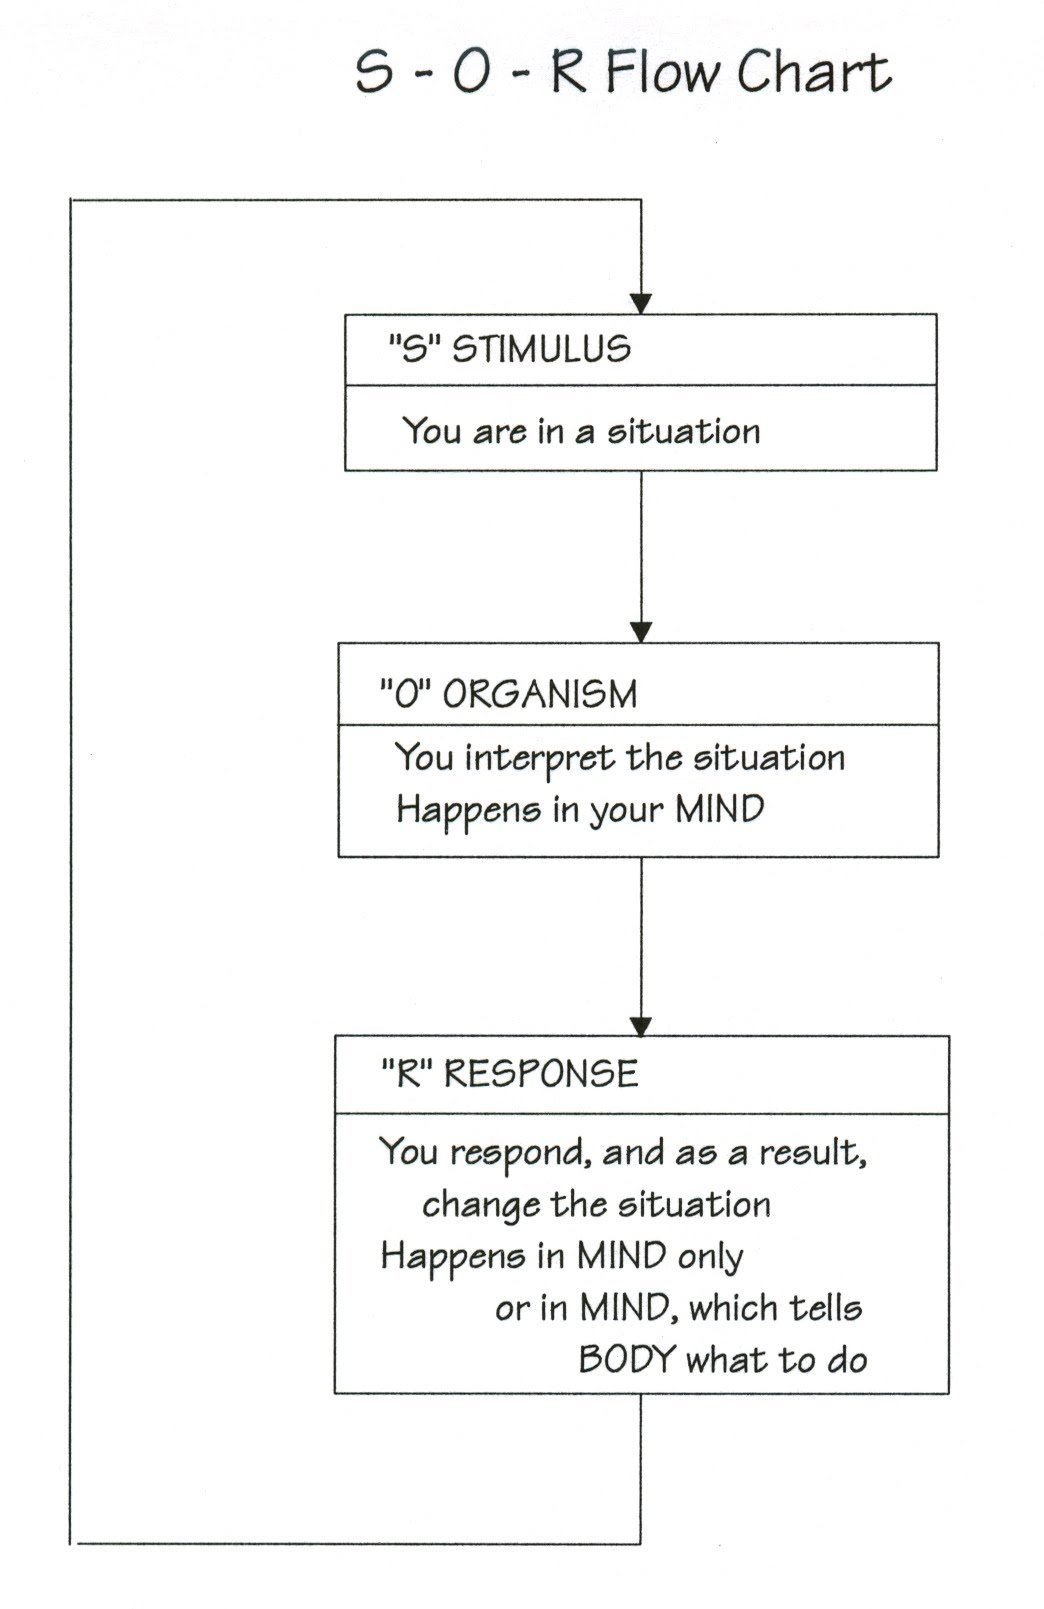 S - O - R Flow Chart
"S" STIMULUS
You are in a situation
"O" ORGANISM
You interpret the situation
Happens in your MIND
"R" RESPONSE
You respond, and as a result,
change the situation
Happens in MIND only
or in MIND, which tells
BODY what to do